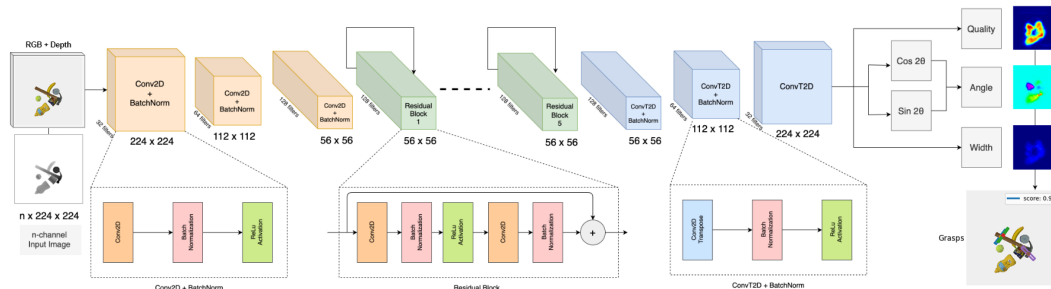 RGB + Depth
n x 224 x 224
n-channel
Input Image
32 filters
Conv2D
+
BatchNorm
224 x 224
64 filters
Conv2D
+
BatchNorm
112 x 112
128 filters
Conv2D
+
BatchNorm
56 x 56
128 filters
Residual
Block
1
56 x 56
128 filters
Residual
Block
5
56 x 56
128 filters
ConvT2D
+
BatchNorm
56 x 56
64 filters
ConvT2D
+
BatchNorm
112 x 112
32 filters
ConvT2D
224 x 224
Cos 2θ
Sin 2θ
Quality
Angle
Width
score: 0.9
Grasps
Conv2D
Batch
Normalization
ReLu
Activation
Conv2D + BatchNorm
Conv2D
Batch
Normalization
ReLu
Activation
Conv2D
Batch
Normalization
+
Residual Block
Conv2D
Transpose
Batch
Normalization
ReLu
Activation
ConvT2D + BatchNorm